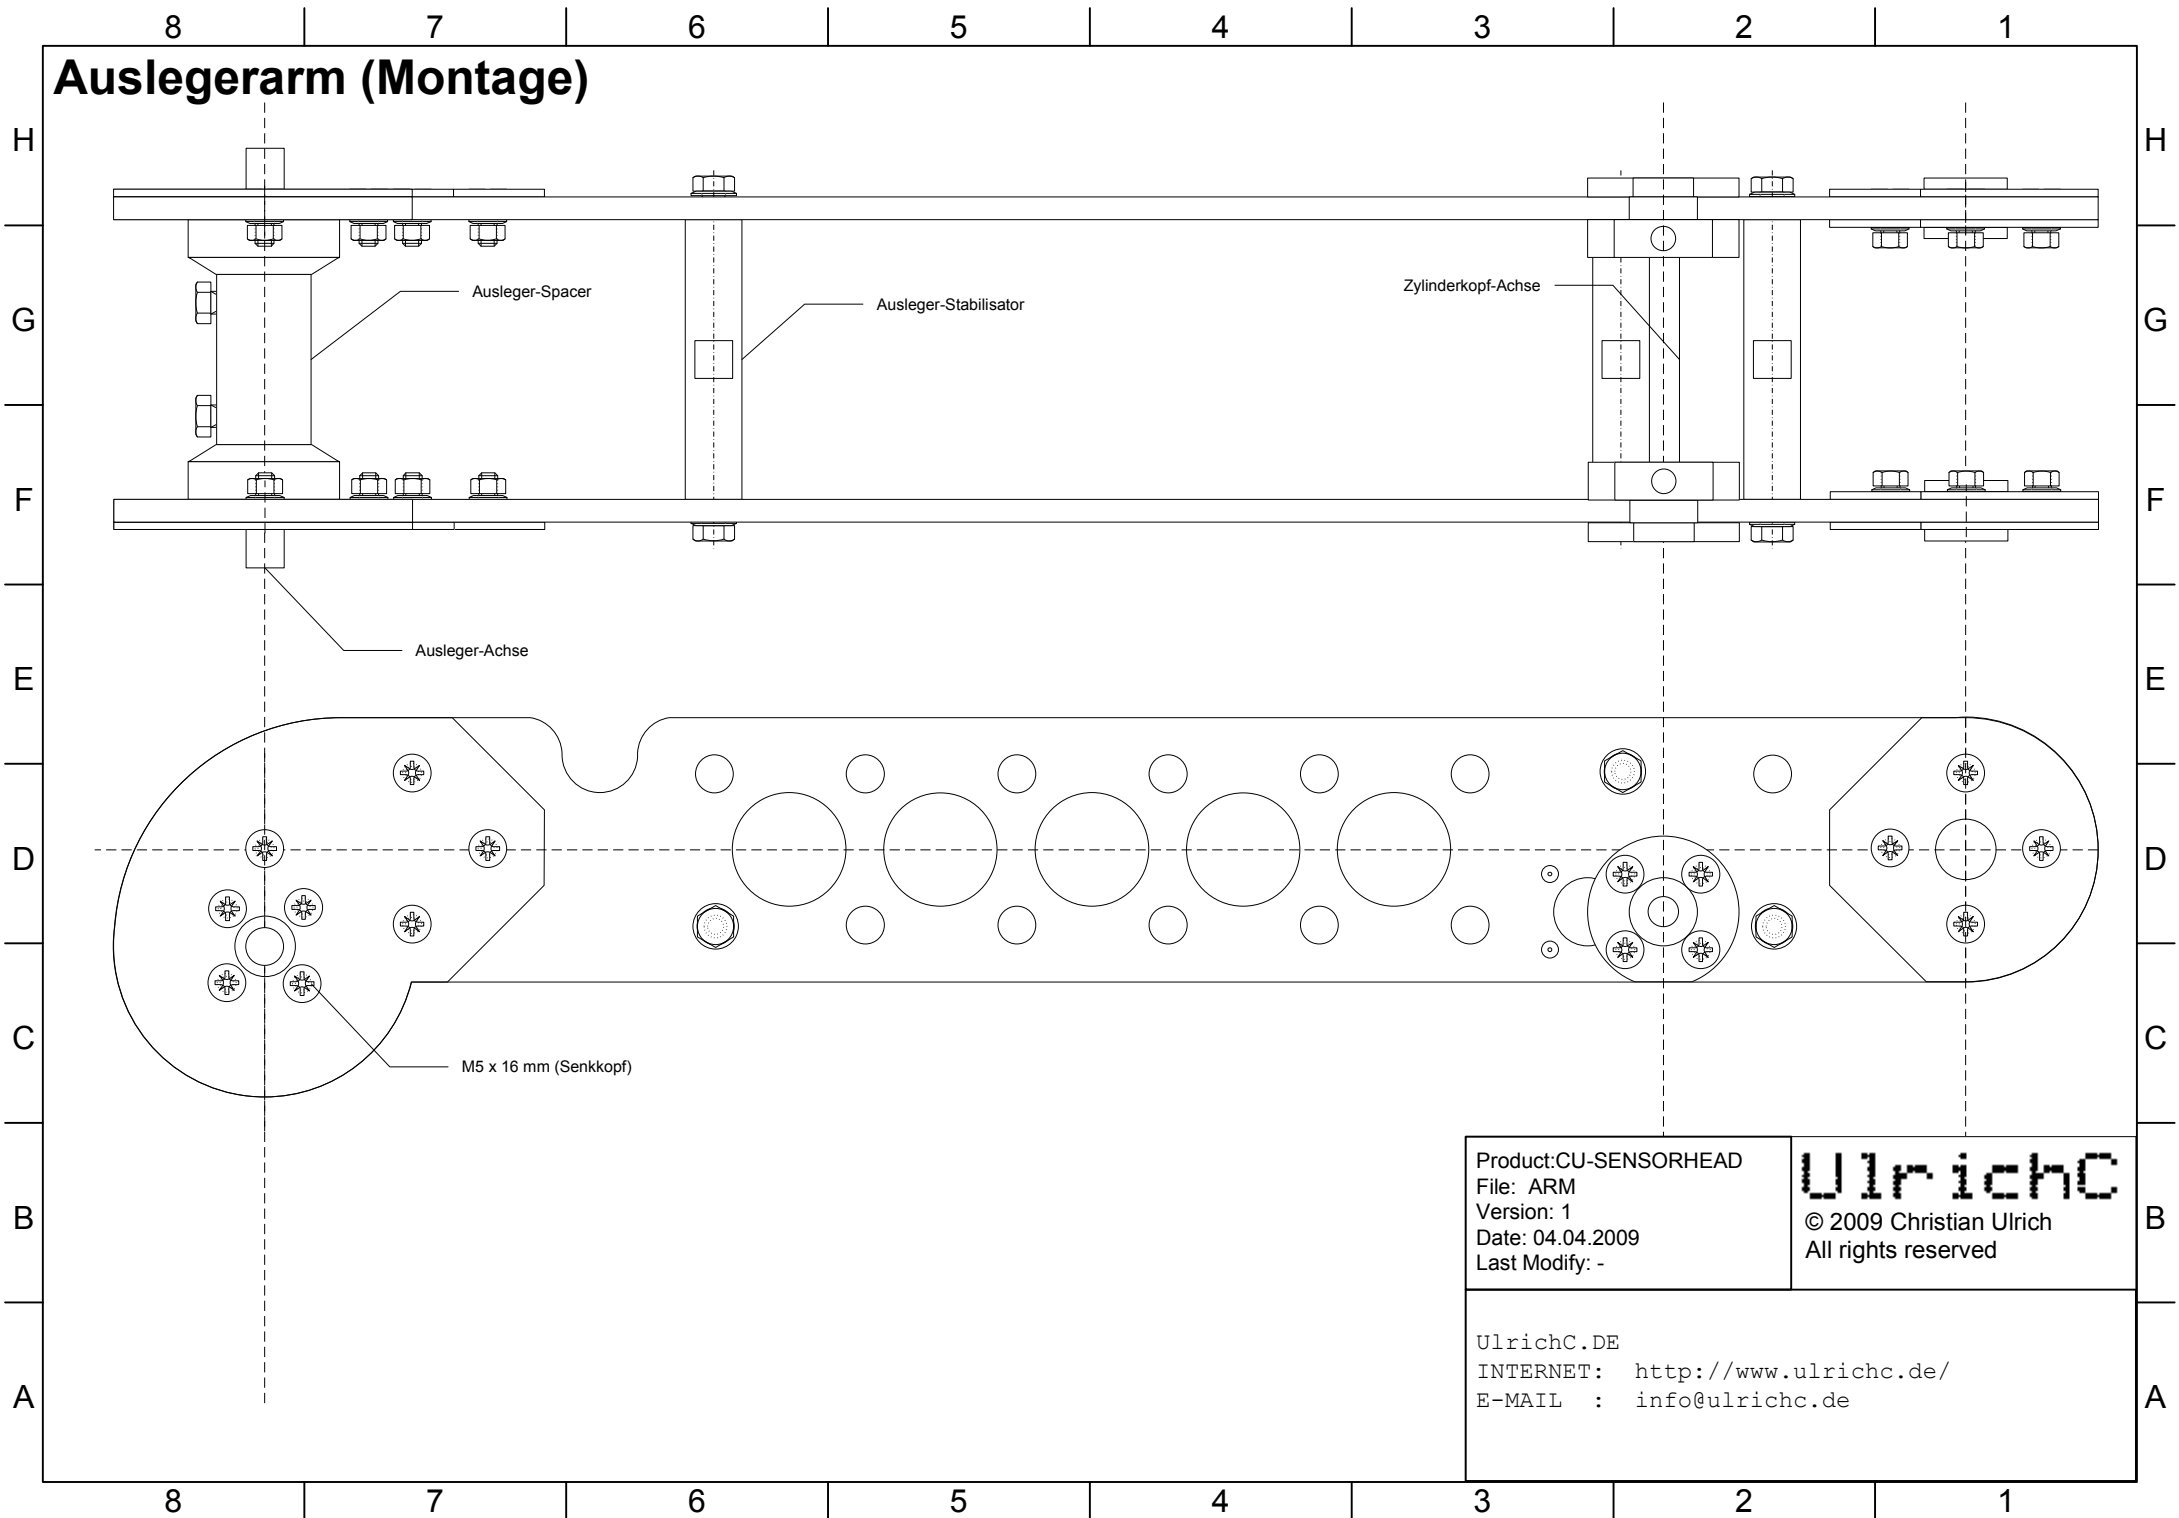 8 7 6 5 4 3 2 1
Auslegerarm (Montage)
H H
Ausleger-Spacer
Ausleger-Stabilisator
Zylinderkopf-Achse
G G
F F
Ausleger-Achse
E E
D D
C C
M5 x 16 mm (Senkkopf)
Product:CU-SENSORHEAD
File: ARM
Version: 1
Date: 04.04.2009
Last Modify: -
UlrichC
© 2009 Christian Ulrich
All rights reserved
B B
UlrichC.DE
INTERNET: http://www.ulrichc.de/
E-MAIL : info@ulrichc.de
A A
8 7 6 5 4 3 2 1